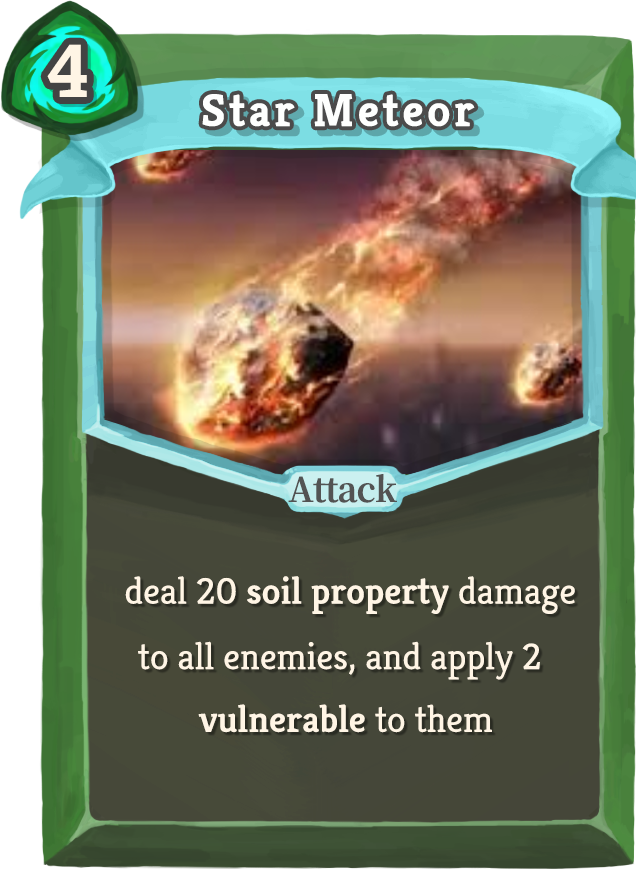 4
Star Meteor
Attack
deal 20 soil property damage
to all enemies, and apply 2
vulnerable to them